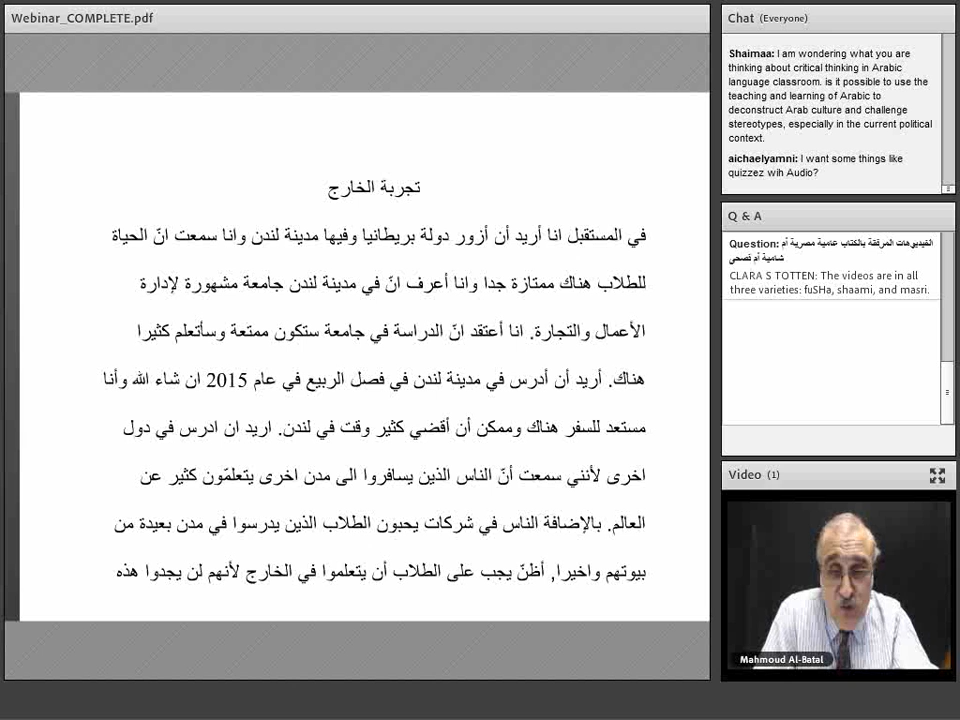 Webinar_COMPLETE.pdf
تجربة الخارج
في المستقبل انا أريد أن أزور دولة بريطانيا وفيها مدينة لندن وانا سمعت انّ الحياة
للطلاب هناك ممتازة جدا وانا أعرف انّ في مدينة لندن جامعة مشهورة لإدارة
الأعمال والتجارة. انا أعتقد انّ الدراسة في جامعة ستكون ممتعة وسأتعلم كثيرا
هناك. أريد أن أدرس في مدينة لندن في فصل الربيع في عام 2015 ان شاء الله وأنا
مستعد للسفر هناك وممكن أن أقضي كثير وقت في لندن. اريد ان ادرس في دول
اخرى لأنني سمعت أنّ الناس الذين يسافروا الى مدن اخرى يتعلمّون كثير عن
العالم. بالإضافة الناس في شركات يحبون الطلاب الذين يدرسوا في مدن بعيدة من
بيوتهم واخيرا, أظنّ يجب على الطلاب أن يتعلموا في الخارج لأنهم لن يجدوا هذه
Chat (Everyone)
Shaimaa: I am wondering what you are
thinking about critical thinking in Arabic
language classroom. is it possible to use the
teaching and learning of Arabic to
deconstruct Arab culture and challenge
stereotypes, especially in the current political
context.
aichaelyamni: I want some things like
quizzez wih Audio?
Q & A
Question: الفيديوهات المرفقة بالكتاب عامية مصرية أم
شامية أم فصحى
CLARA S TOTTEN: The videos are in all
three varieties: fuSHa, shaami, and masri.
Video (1)
Mahmoud Al-Batal